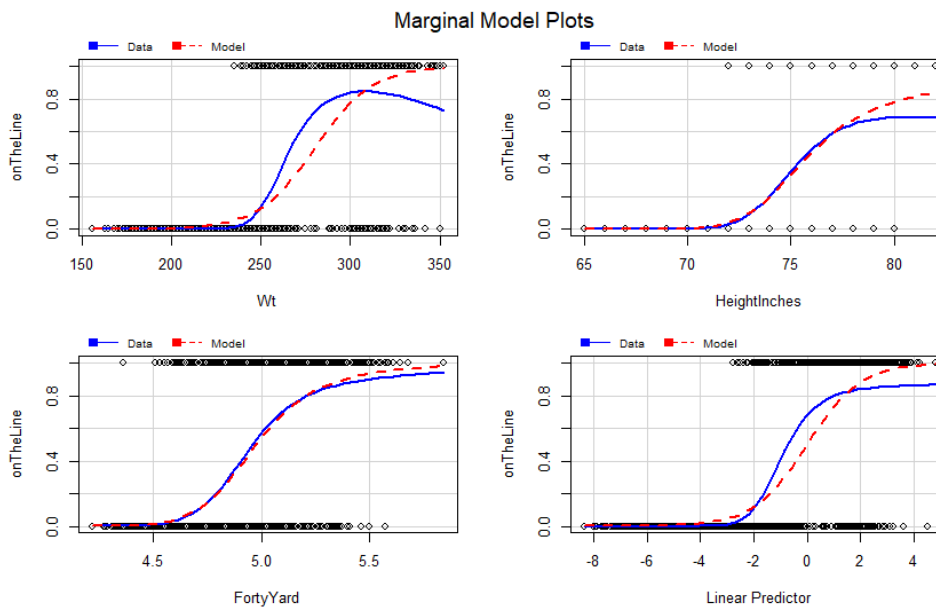 Marginal Model Plots
Data Model
onTheLine
0.0 0.4 0.8
150 200 250 300 350
Wt
Data Model
onTheLine
0.0 0.4 0.8
65 70 75 80
HeightInches
Data Model
onTheLine
0.0 0.4 0.8
4.5 5.0 5.5
FortyYard
Data Model
onTheLine
0.0 0.4 0.8
-8 -6 -4 -2 0 2 4
Linear Predictor